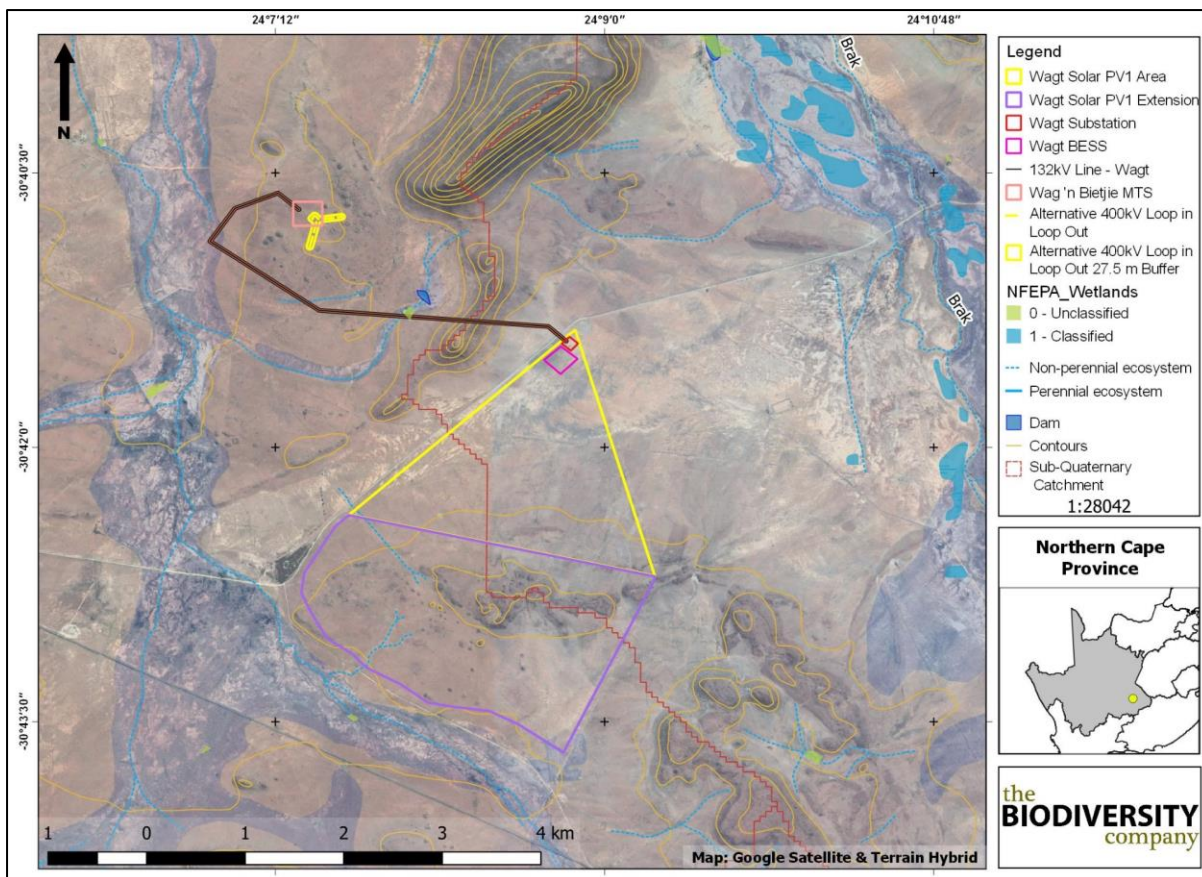 24°7'12"
24°9'0"
24°10'48"
-30°40'30"
-30°42'0"
-30°43'30"
N
Brak
Brak
1 0 1 2 3 4 km
Map: Google Satellite & Terrain Hybrid
Legend
Wagt Solar PV1 Area
Wagt Solar PV1 Extension
Wagt Substation
Wagt BESS
132kV Line - Wagt
Wag 'n Bietjie MTS
Alternative 400kV Loop in
Loop Out
Alternative 400kV Loop in
Loop Out 27.5 m Buffer
NFEPA_Wetlands
0 - Unclassified
1 - Classified
Non-perennial ecosystem
Perennial ecosystem
Dam
Contours
Sub-Quaternary
Catchment
1:28042
Northern Cape
Province
the
BIODIVERSITY
company